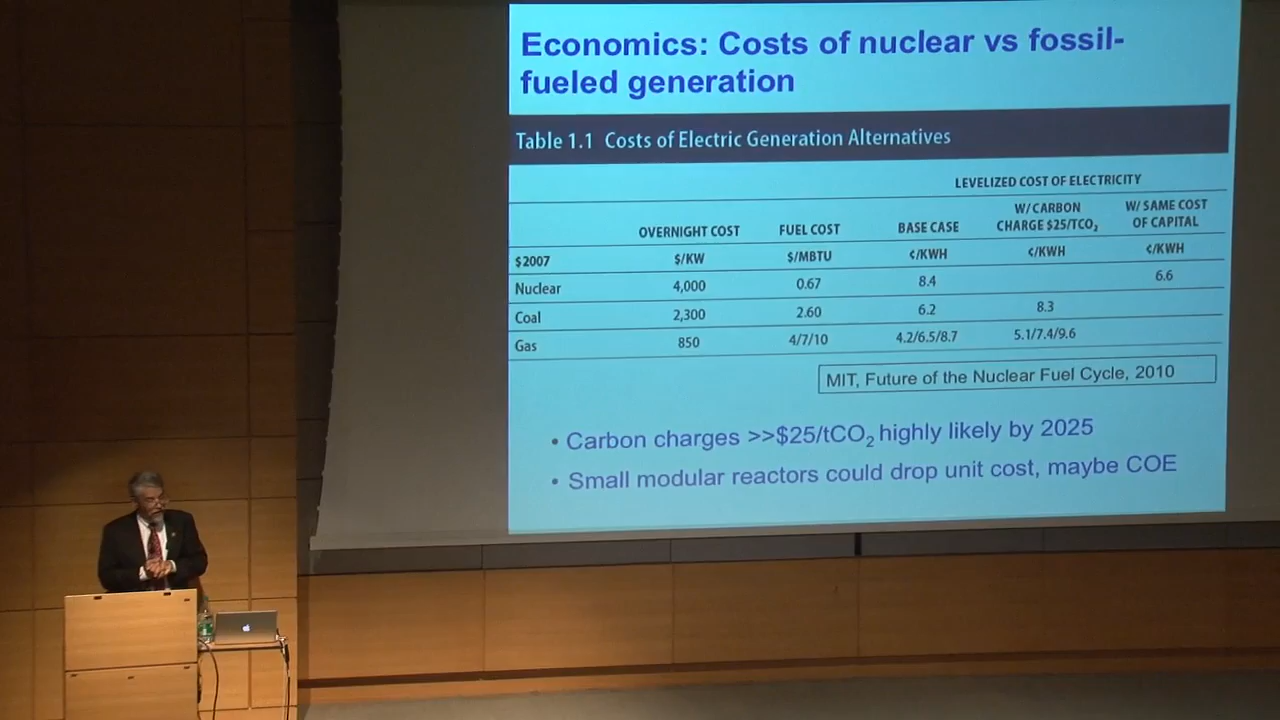 Economics: Costs of nuclear vs fossil-
fueled generation
Table 1.1 Costs of Electric Generation Alternatives
LEVELIZED COST OF ELECTRICITY
OVERNIGHT COST FUEL COST BASE CASE W/ CARBON CHARGE $25/TCO₂ W/ SAME COST OF CAPITAL
$2007 $/KW $/MBTU ¢/KWH ¢/KWH ¢/KWH
Nuclear 4,000 0.67 8.4 6.6
Coal 2,300 2.60 6.2 8.3
Gas 850 4/7/10 4.2/6.5/8.7 5.1/7.4/9.6
MIT, Future of the Nuclear Fuel Cycle, 2010
• Carbon charges >>$25/tCO₂ highly likely by 2025
• Small modular reactors could drop unit cost, maybe COE